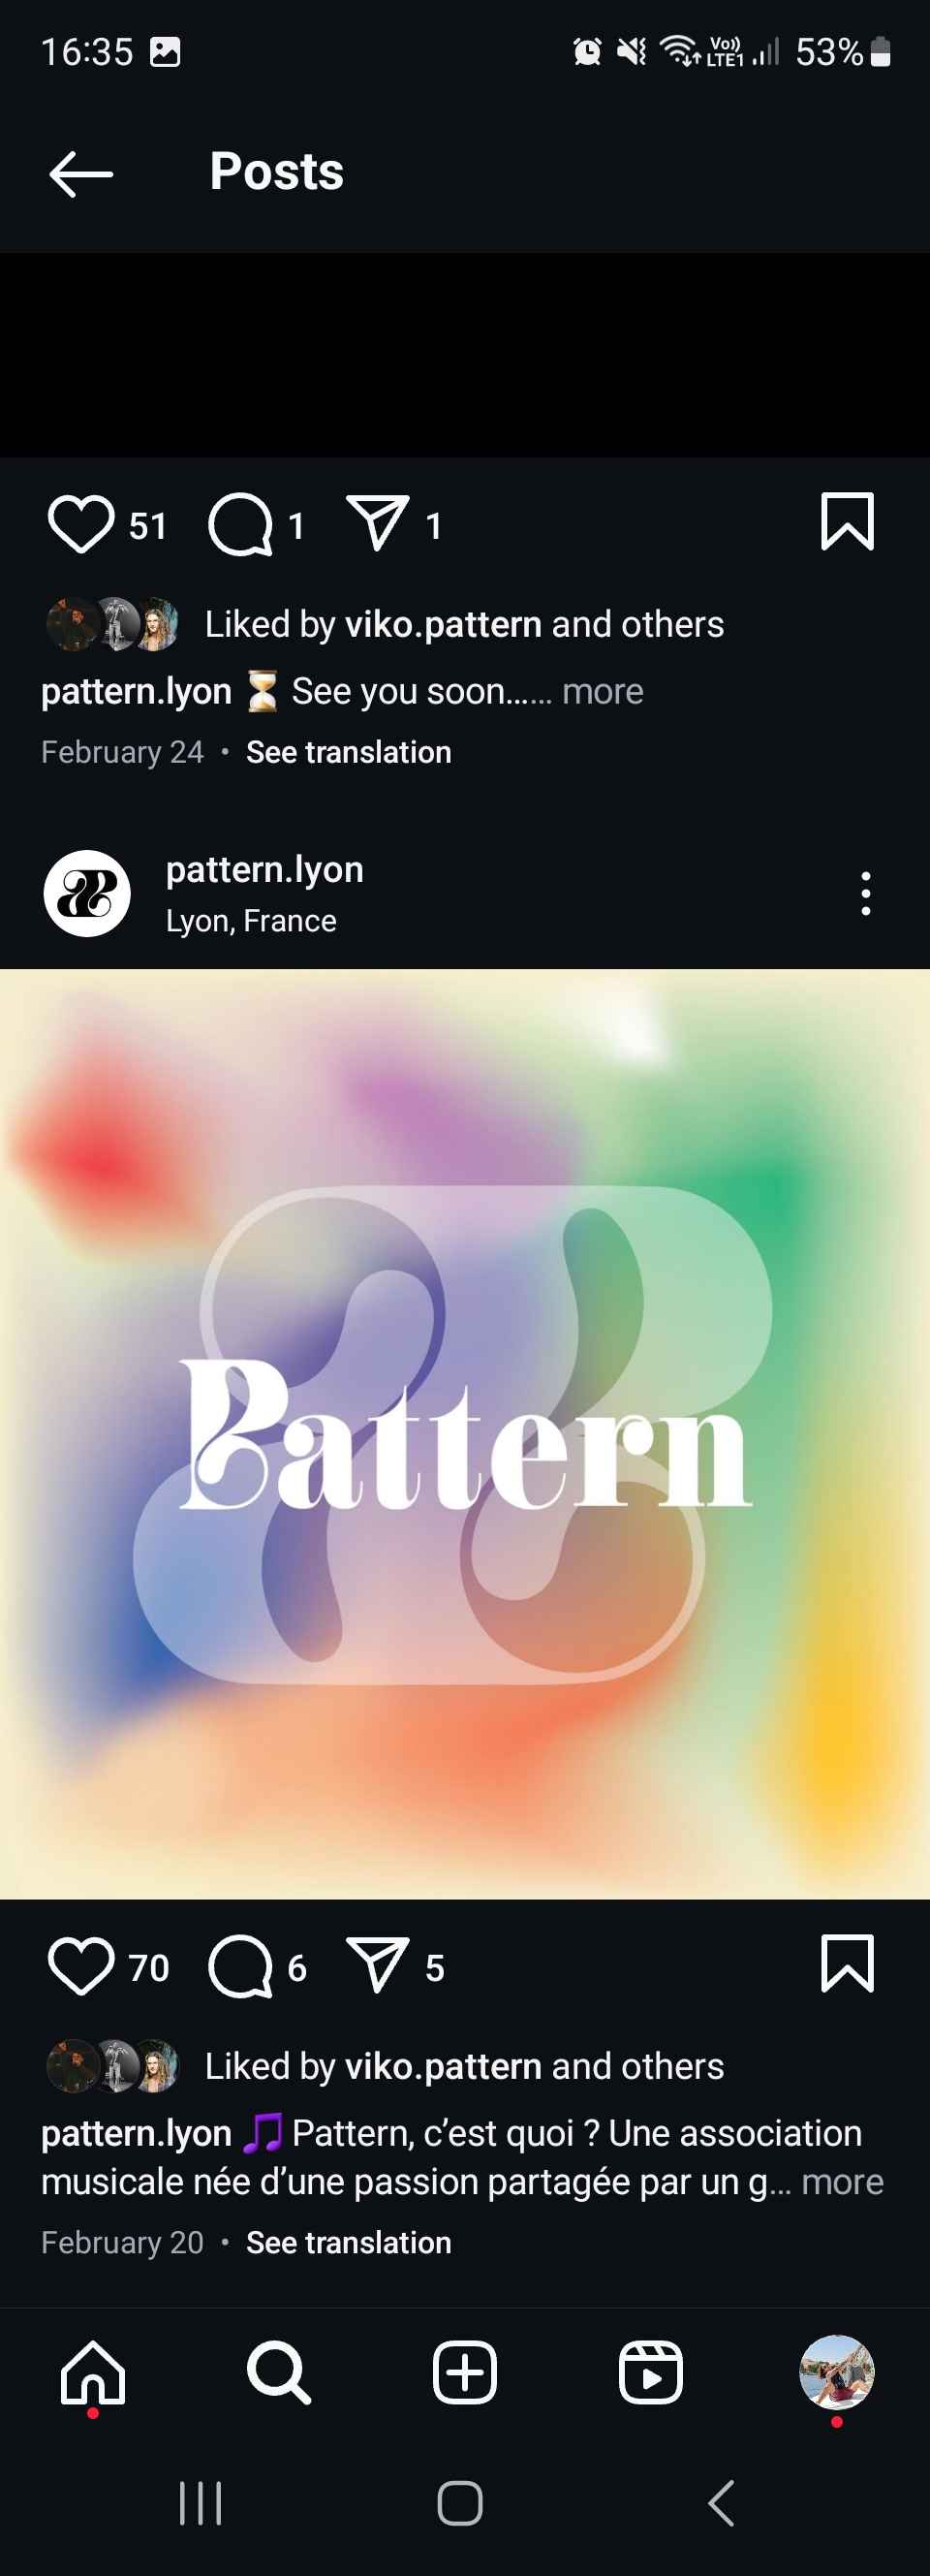 16:35
Vo))
LTE1
53%
Posts
51
1
1
Liked by viko.pattern and others
pattern.lyon ⏳ See you soon...... more
February 24 • See translation
pattern.lyon
Lyon, France
Pattern
70
6
5
Liked by viko.pattern and others
pattern.lyon 🎵 Pattern, c’est quoi ? Une association
musicale née d’une passion partagée par un g... more
February 20 • See translation